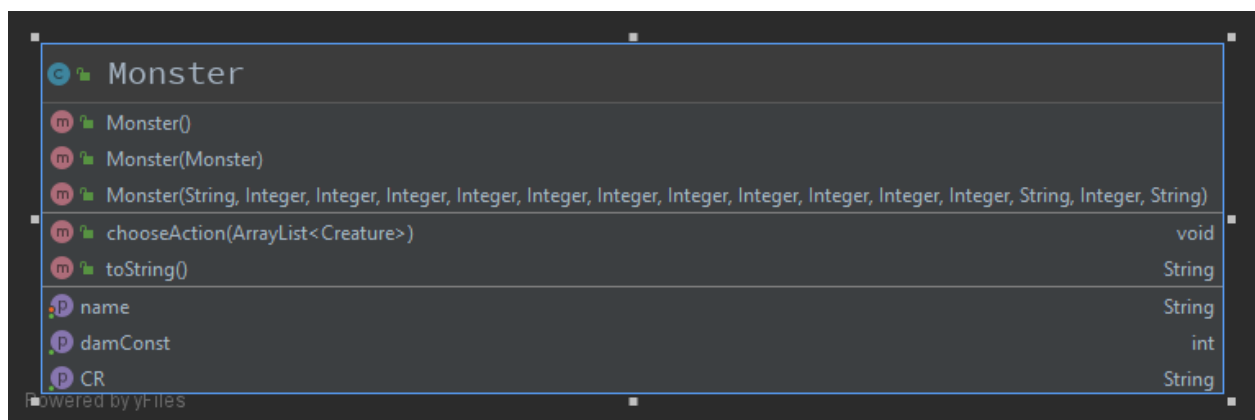 C Monster
m Monster()
m Monster(Monster)
m Monster(String, Integer, Integer, Integer, Integer, Integer, Integer, Integer, Integer, Integer, Integer, Integer, String, Integer, String)
m chooseAction(ArrayList<Creature>) void
m toString() String
p name String
p damConst int
p CR String
Powered by yFiles